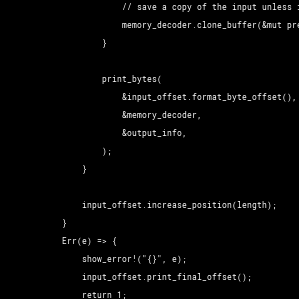 // save a copy of the input unless
memory_decoder.clone_buffer(&mut pre
}
print_bytes(
&input_offset.format_byte_offset(),
&memory_decoder,
&output_info,
);
}
input_offset.increase_position(length);
}
Err(e) => {
show_error!("{}", e);
input_offset.print_final_offset();
return 1;